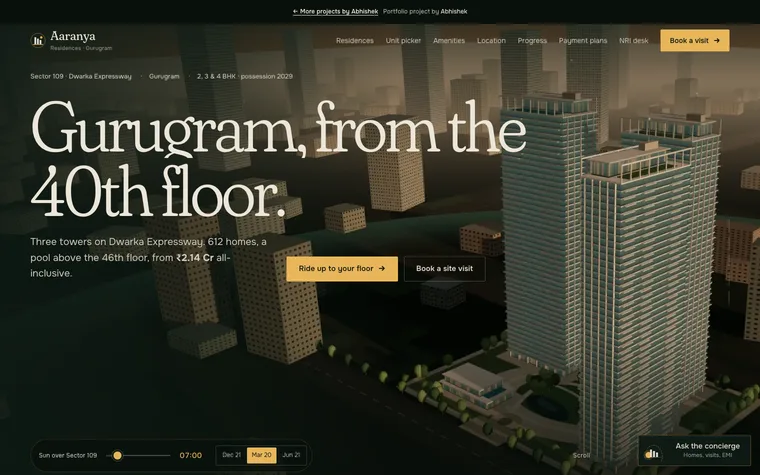 ← More projects by Abhishek Portfolio project by Abhishek
Aaranya
Residences · Gurugram
Residences Unit picker Amenities Location Progress Payment plans NRI desk Book a visit →
Sector 109 · Dwarka Expressway · Gurugram · 2, 3 & 4 BHK · possession 2029
Gurugram, from the
40th floor.
Three towers on Dwarka Expressway. 612 homes, a
pool above the 46th floor, from ₹2.14 Cr all-
inclusive.
Ride up to your floor → Book a site visit
Sun over Sector 109 07:00 Dec 21 Mar 20 Jun 21
Scroll
Ask the concierge
Homes, visits, EMI